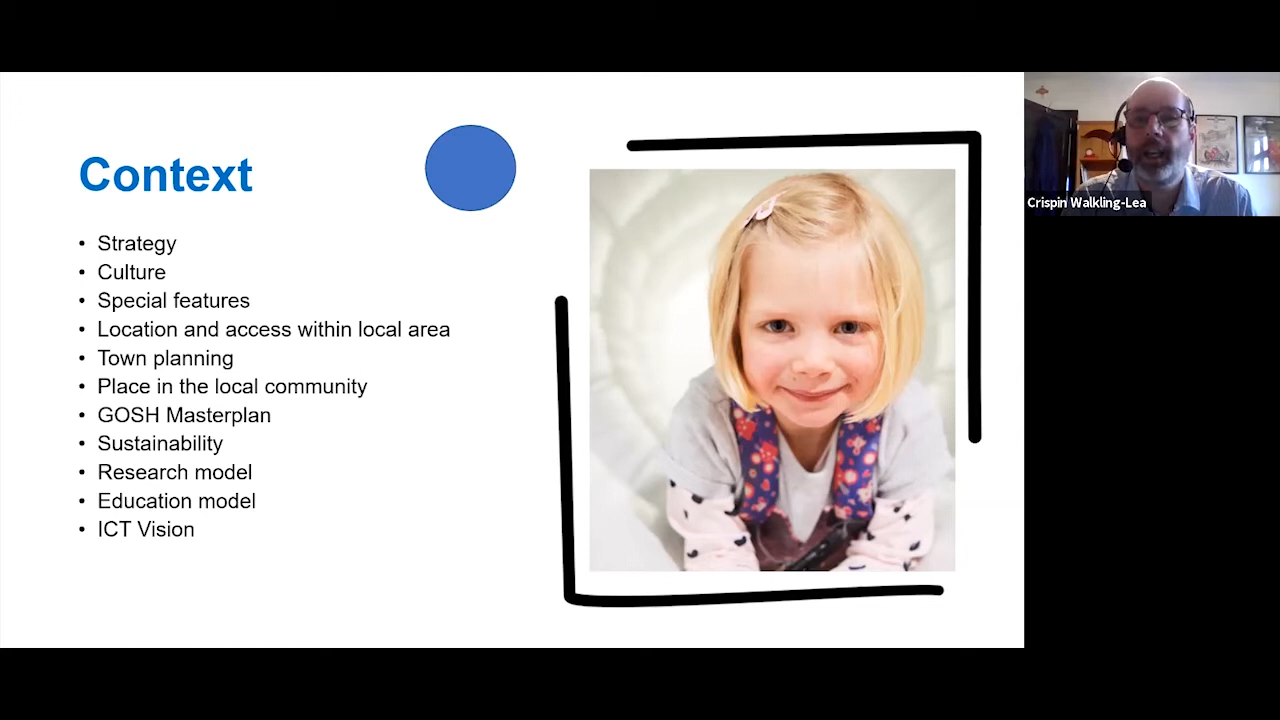 Context
• Strategy
• Culture
• Special features
• Location and access within local area
• Town planning
• Place in the local community
• GOSH Masterplan
• Sustainability
• Research model
• Education model
• ICT Vision
Crispin Walkling-Lea